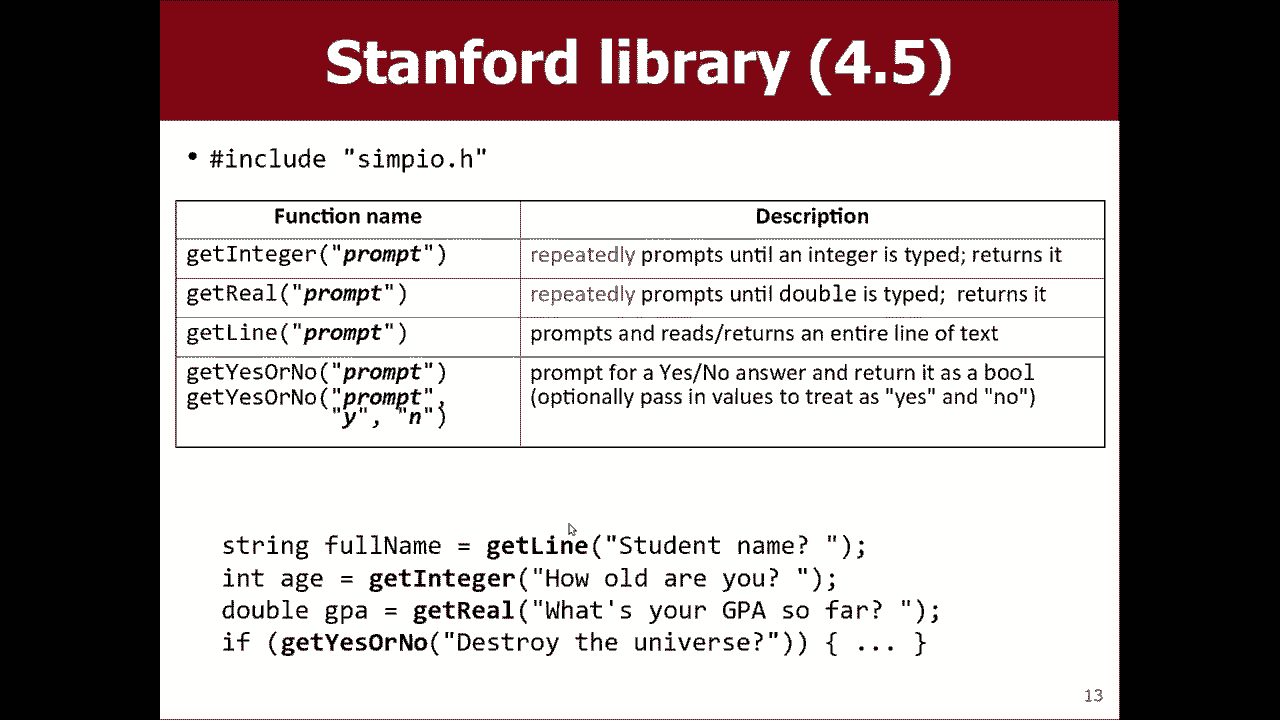 Stanford library (4.5)
• #include "simpio.h"
Function name Description
getInteger("prompt") repeatedly prompts until an integer is typed; returns it
getReal("prompt") repeatedly prompts until double is typed; returns it
getLine("prompt") prompts and reads/returns an entire line of text
getYesOrNo("prompt") prompt for a Yes/No answer and return it as a bool
getYesOrNo("prompt", (optionally pass in values to treat as "yes" and "no")
"y", "n")
string fullName = getLine("Student name? ");
int age = getInteger("How old are you? ");
double gpa = getReal("What's your GPA so far? ");
if (getYesOrNo("Destroy the universe?")) { ... }
13